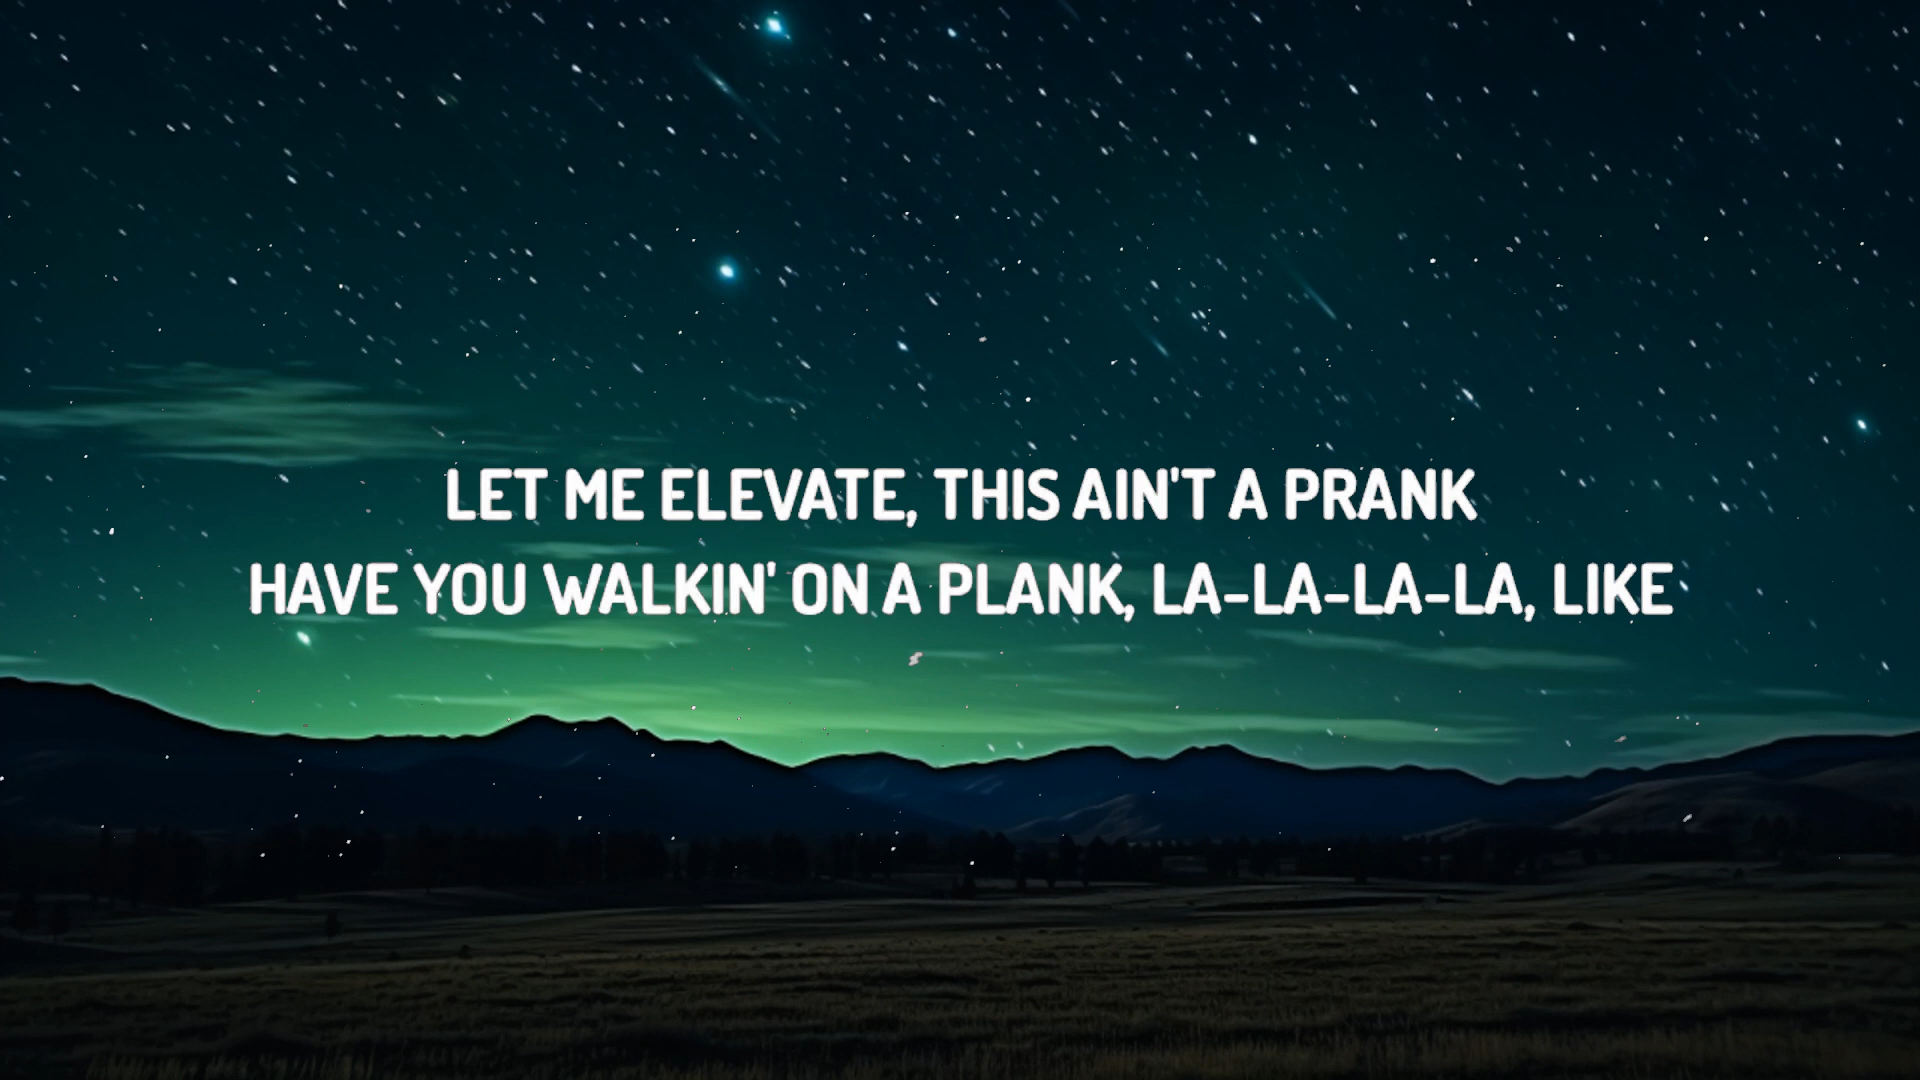 LET ME ELEVATE, THIS AIN'T A PRANK
HAVE YOU WALKIN' ON A PLANK, LA-LA-LA-LA, LIKE